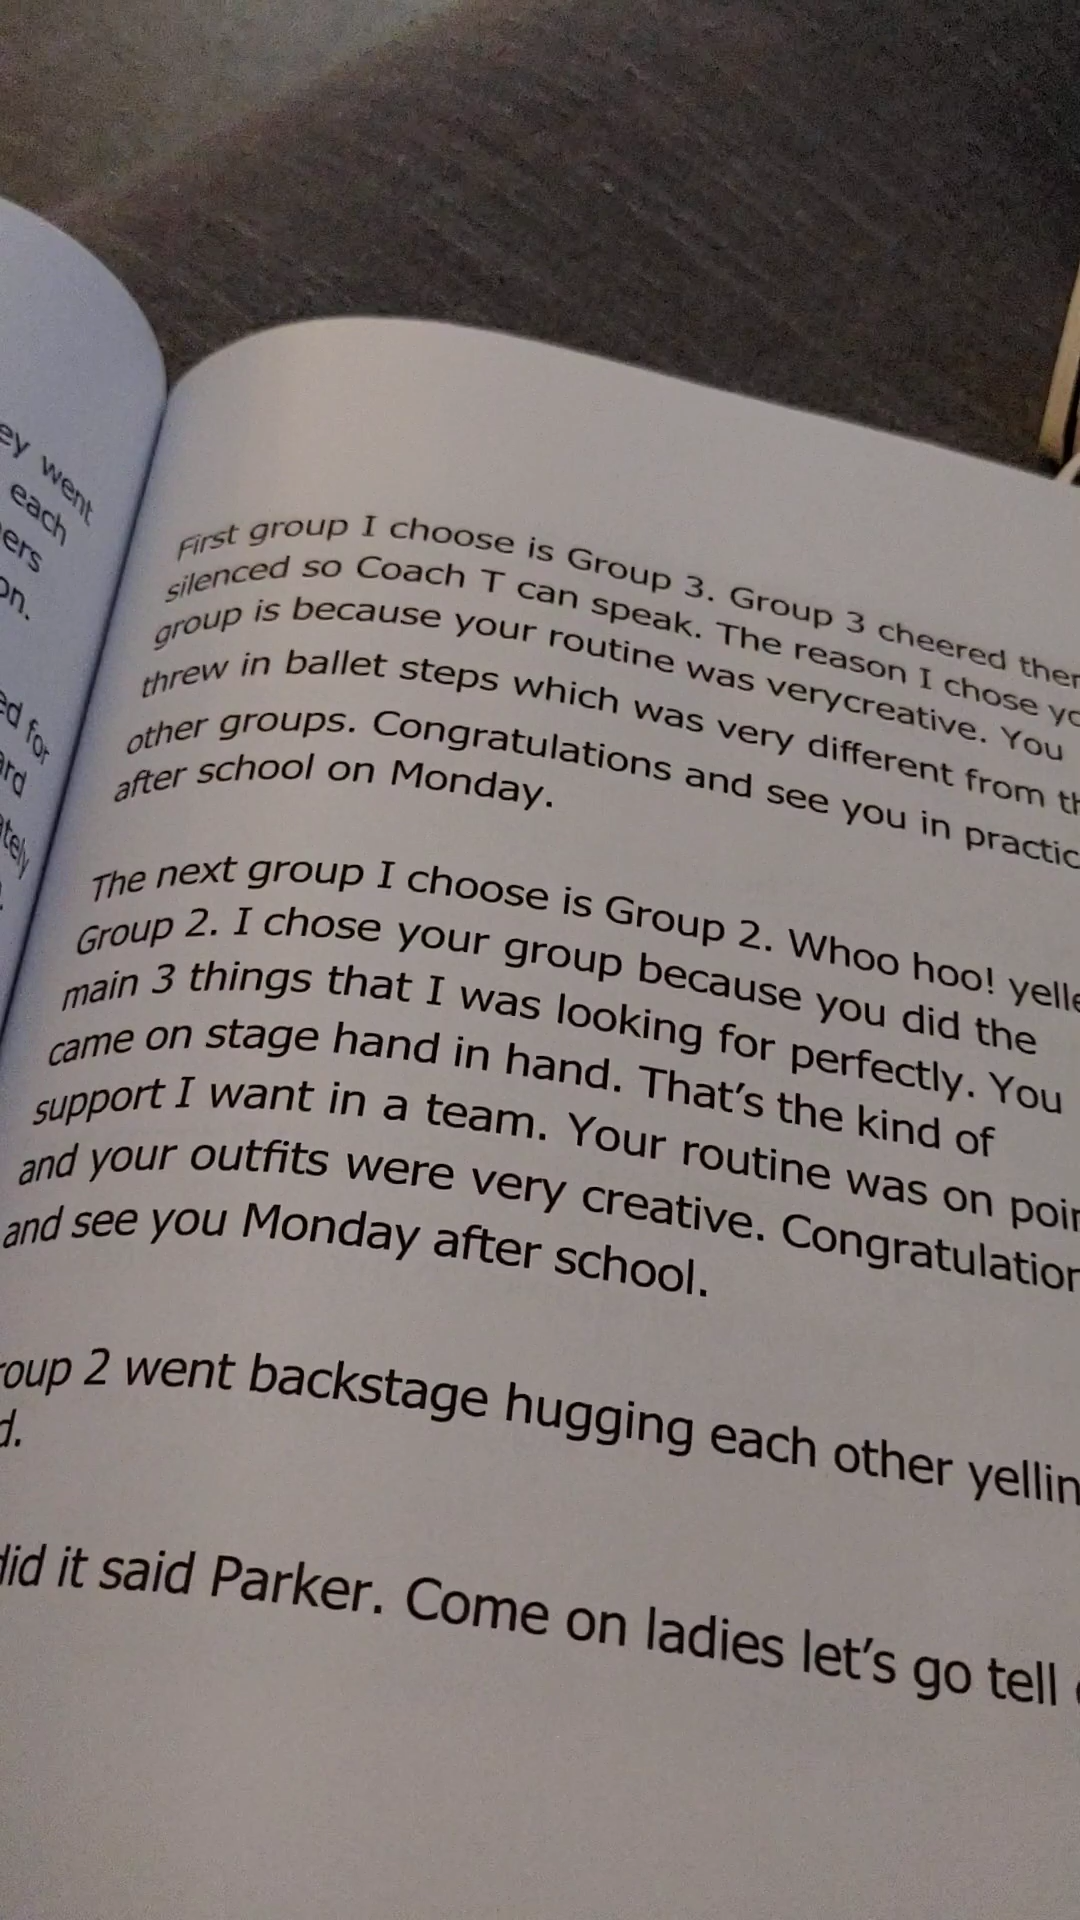 ey went
each
ers
on.
ed for
ard
ately
First group I choose is Group 3. Group 3 cheered then
silenced so Coach T can speak. The reason I chose yo
group is because your routine was verycreative. You
threw in ballet steps which was very different from th
other groups. Congratulations and see you in practic
after school on Monday.
The next group I choose is Group 2. Whoo hoo! yelle
Group 2. I chose your group because you did the
main 3 things that I was looking for perfectly. You
came on stage hand in hand. That's the kind of
support I want in a team. Your routine was on poin
and your outfits were very creative. Congratulation
and see you Monday after school.
roup 2 went backstage hugging each other yellin
d.
did it said Parker. Come on ladies let's go tell